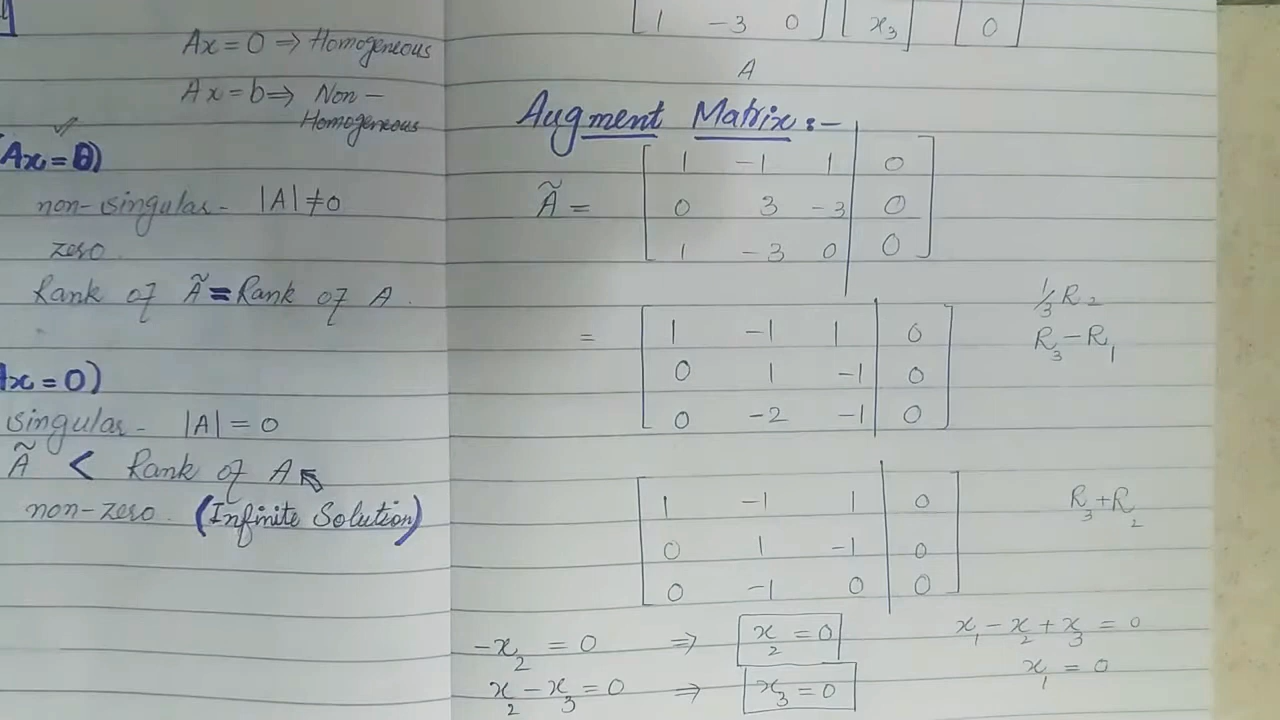 Ax = 0 ⇒ Homogeneous
Ax = b ⇒ Non-
Homogeneous
Ax = 0)
non-singular - |A| ≠ 0
zero
Rank of Ã = Rank of A.
x = 0)
singular - |A| = 0
Ã < Rank of A
non-zero. (Infinite Solution)
1 -3 0 x₃ 0
A
Augment Matrix :-
Ã =
1 -1 1 | 0
0 3 -3 | 0
1 -3 0 | 0
=
1 -1 1 | 0
0 1 -1 | 0
0 -2 -1 | 0
1/3 R₂
R₃ - R₁
1 -1 1 | 0
0 1 -1 | 0
0 -1 0 | 0
R₃ + R₂
-x₂ = 0 ⇒ x₂ = 0
x₂ - x₃ = 0 ⇒ x₃ = 0
x₁ - x₂ + x₃ = 0
x₁ = 0